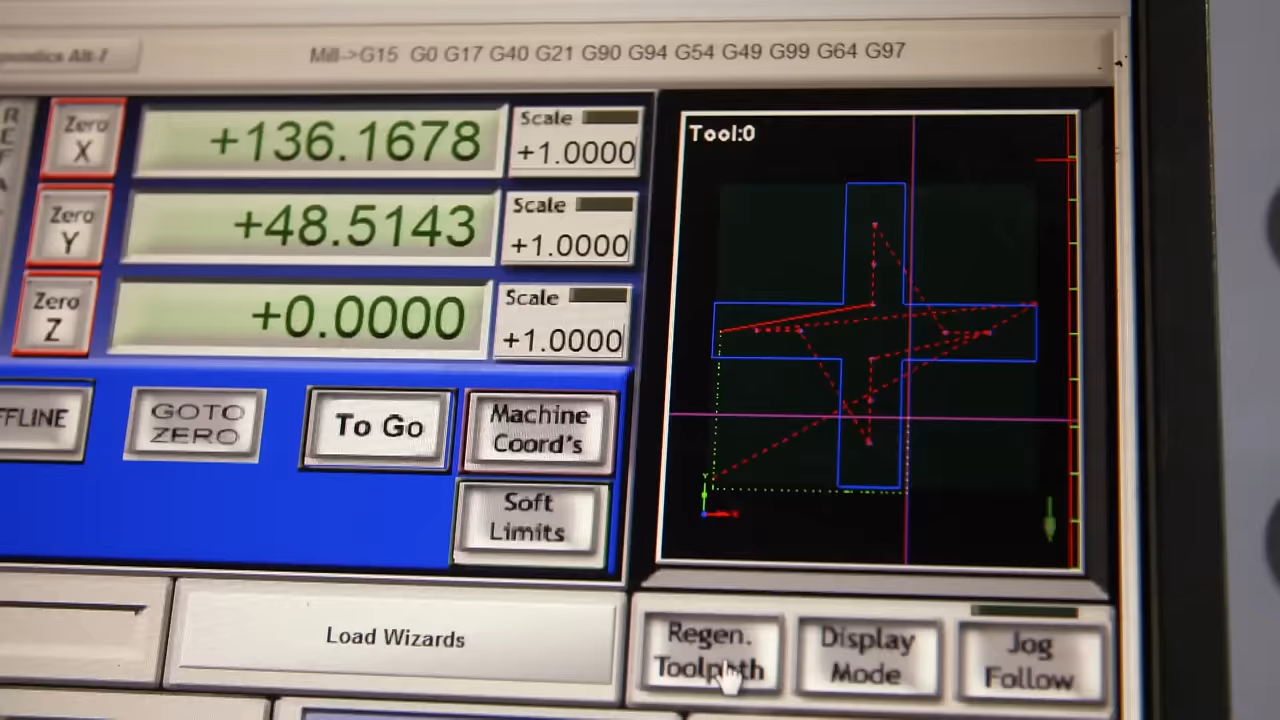 Mill->G15 G0 G17 G40 G21 G90 G94 G54 G49 G99 G64 G97
Zero X
+136.1678
Scale
+1.0000
Tool:0
Zero Y
+48.5143
Scale
+1.0000
Zero Z
+0.0000
Scale
+1.0000
FFLINE
GOTO
ZERO
To Go
Machine
Coord's
Soft
Limits
Load Wizards
Regen.
Toolpath
Display
Mode
Jog
Follow